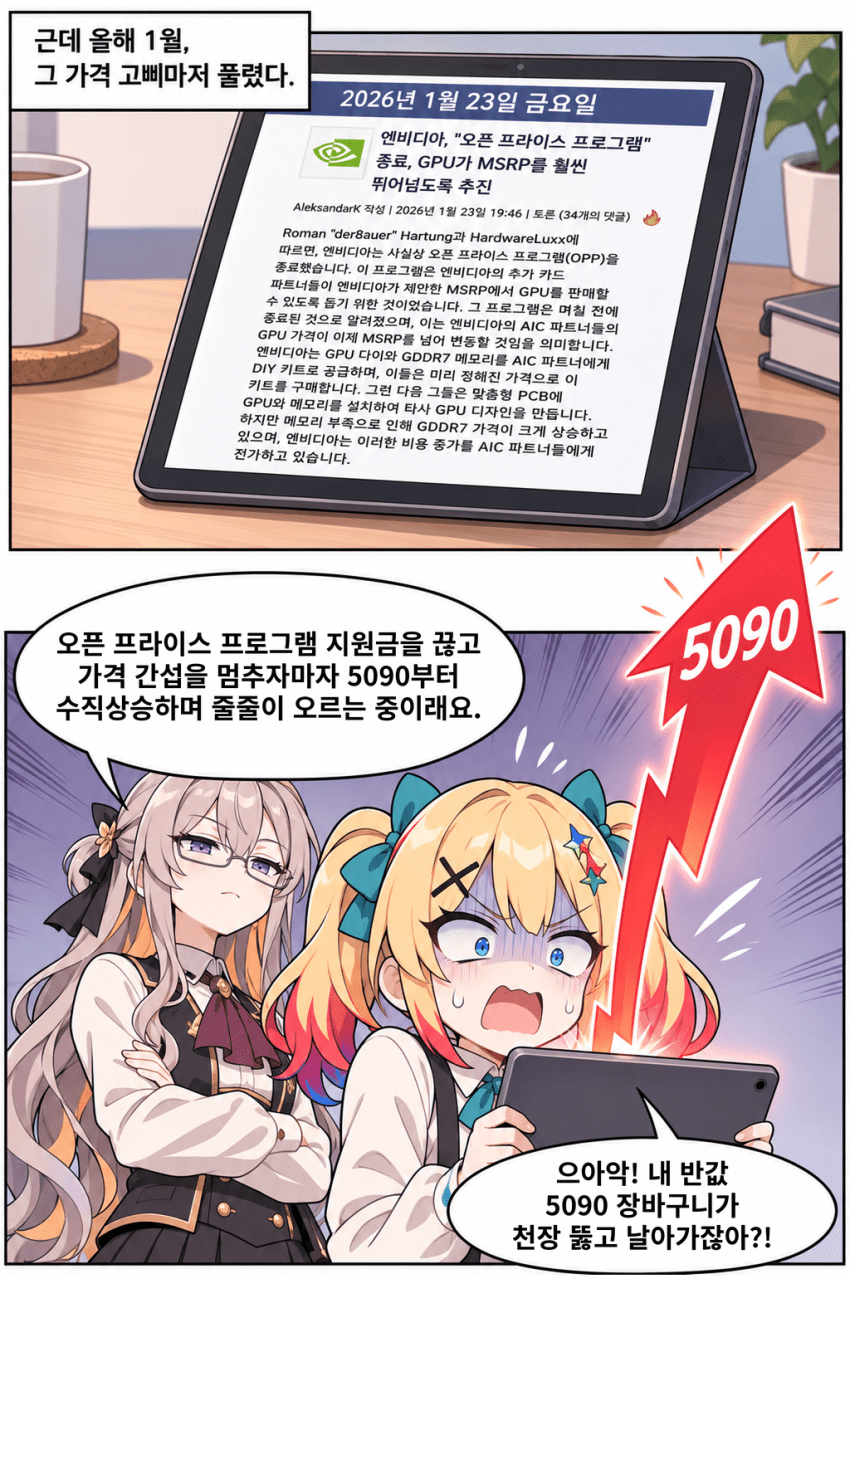 근데 올해 1월,
그 가격 고삐마저 풀렸다.
2026년 1월 23일 금요일
엔비디아, "오픈 프라이스 프로그램"
종료, GPU가 MSRP를 훨씬
뛰어넘도록 추진
AleksandarK 작성 | 2026년 1월 23일 19:46 | 토론 (34개의 댓글)
Roman "der8auer" Hartung과 HardwareLuxx에
따르면, 엔비디아는 사실상 오픈 프라이스 프로그램(OPP)을
종료했습니다. 이 프로그램은 엔비디아의 추가 카드
파트너들이 엔비디아가 제안한 MSRP에서 GPU를 판매할
수 있도록 돕기 위한 것이었습니다. 그 프로그램은 며칠 전에
종료된 것으로 알려졌으며, 이는 엔비디아의 AIC 파트너들의
GPU 가격이 이제 MSRP를 넘어 변동할 것임을 의미합니다.
엔비디아는 GPU 다이와 GDDR7 메모리를 AIC 파트너에게
DIY 키트로 공급하며, 이들은 미리 정해진 가격으로 이
키트를 구매합니다. 그런 다음 그들은 맞춤형 PCB에
GPU와 메모리를 설치하여 타사 GPU 디자인을 만듭니다.
하지만 메모리 부족으로 인해 GDDR7 가격이 크게 상승하고
있으며, 엔비디아는 이러한 비용 증가를 AIC 파트너들에게
전가하고 있습니다.
5090
오픈 프라이스 프로그램 지원금을 끊고
가격 간섭을 멈추자마자 5090부터
수직상승하며 줄줄이 오르는 중이래요.
으아악! 내 반값
5090 장바구니가
천장 뚫고 날아가잖아?!